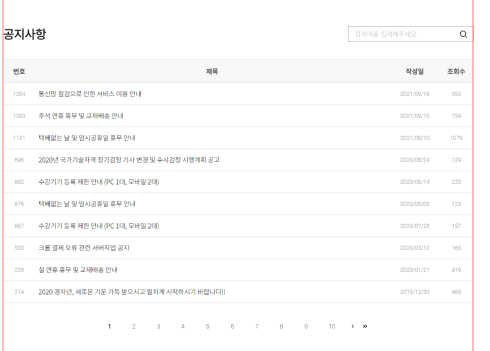 공지사항
검색어를 입력해주세요
번호 제목 작성일 조회수
1304 통신망 점검으로 인한 서비스 이용 안내 2021/09/16 592
1303 추석 연휴 휴무 및 교재배송 안내 2021/09/15 734
1151 택배없는 날 및 임시공휴일 휴무 안내 2021/08/10 1079
696 2020년 국가기술자격 정기검정 기사 변경 및 수시검정 시행계획 공고 2020/08/24 129
682 수강기기 등록 제한 안내 (PC 1대, 모바일 2대) 2020/08/14 233
676 택배없는 날 및 임시공휴일 휴무 안내 2020/08/06 123
667 수강기기 등록 제한 안내 (PC 1대, 모바일 2대) 2020/07/28 157
550 크롬 결제 오류 관련 서버작업 공지 2020/03/12 165
229 설 연휴 휴무 및 교재배송 안내 2020/01/21 419
214 2020 경자년, 새로운 기운 가득 받으시고 힘차게 시작하시기 바랍니다!! 2019/12/30 469
1 2 3 4 5 6 7 8 9 10 › »